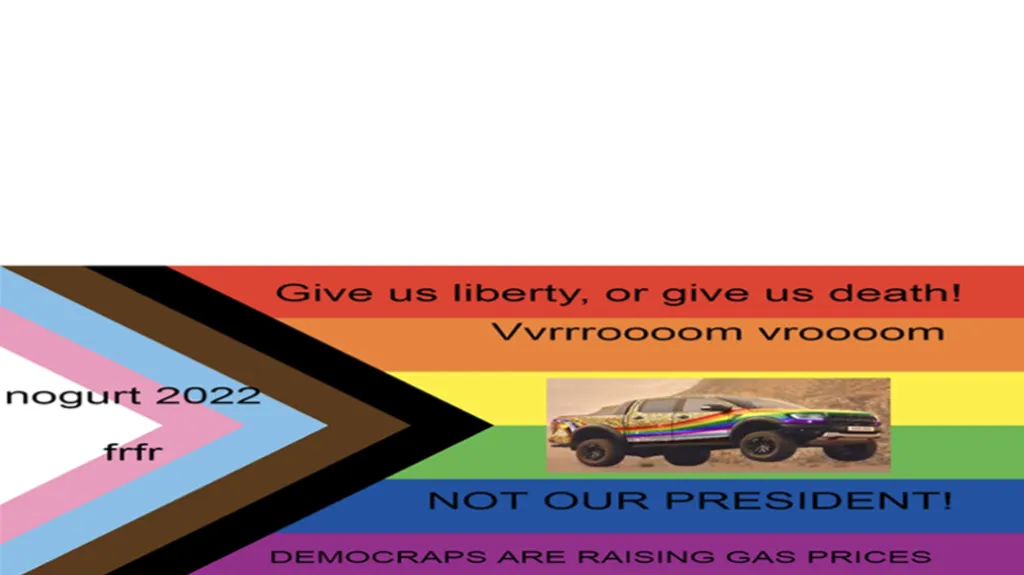 Give us liberty, or give us death!
Vvrrroooom vroooom
nogurt 2022
frfr
NOT OUR PRESIDENT!
DEMOCRAPS ARE RAISING GAS PRICES